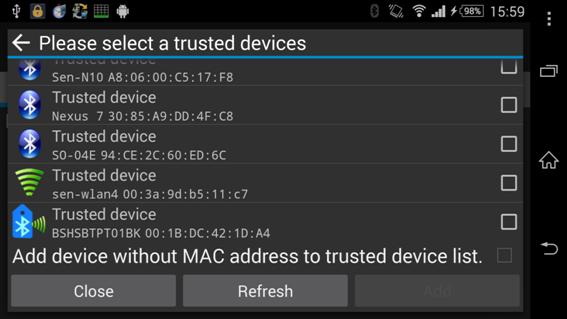 98% 15:59
Please select a trusted devices
Trusted device
Sen-N10 A8:06:00:C5:17:F8
Trusted device
Nexus 7 30:85:A9:DD:4F:C8
Trusted device
SO-04E 94:CE:2C:60:ED:6C
Trusted device
sen-wlan4 00:3a:9d:b5:11:c7
Trusted device
BSHSBTPT01BK 00:1B:DC:42:1D:A4
Add device without MAC address to trusted device list.
Close Refresh Add